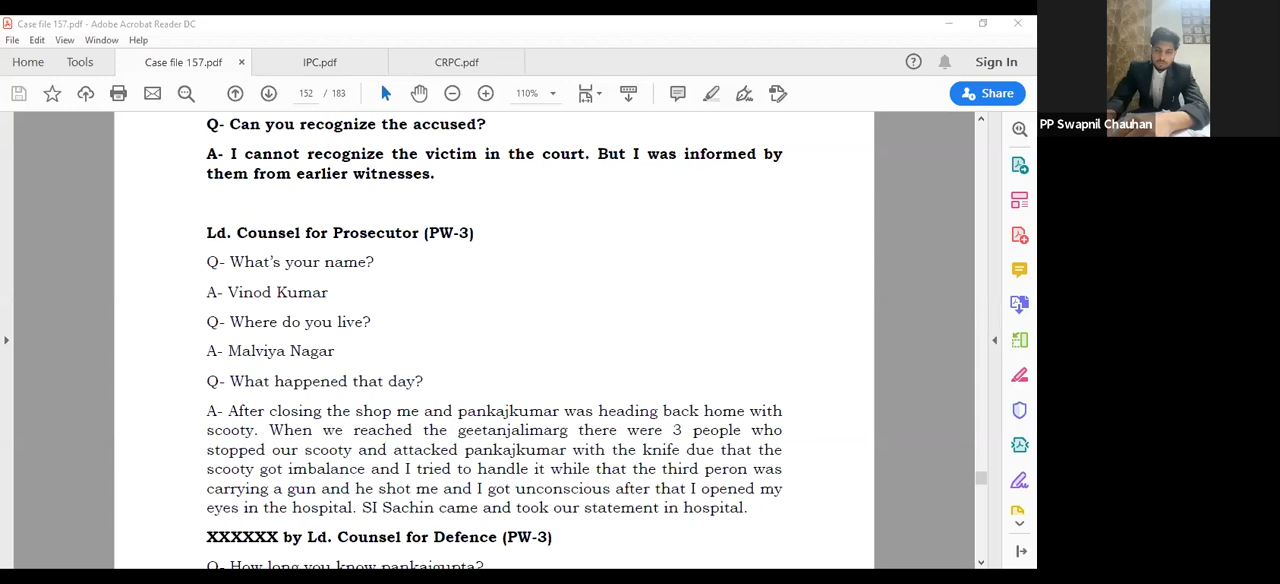 Case file 157.pdf - Adobe Acrobat Reader DC
File Edit View Window Help
Home Tools Case file 157.pdf × IPC.pdf CRPC.pdf Sign In
152 / 183 110% Share
Q- Can you recognize the accused?
A- I cannot recognize the victim in the court. But I was informed by
them from earlier witnesses.
Ld. Counsel for Prosecutor (PW-3)
Q- What's your name?
A- Vinod Kumar
Q- Where do you live?
A- Malviya Nagar
Q- What happened that day?
A- After closing the shop me and pankajkumar was heading back home with
scooty. When we reached the geetanjalimarg there were 3 people who
stopped our scooty and attacked pankajkumar with the knife due that the
scooty got imbalance and I tried to handle it while that the third peron was
carrying a gun and he shot me and I got unconscious after that I opened my
eyes in the hospital. SI Sachin came and took our statement in hospital.
XXXXXX by Ld. Counsel for Defence (PW-3)
Q- How long you know pankajgupta?
PP Swapnil Chauhan